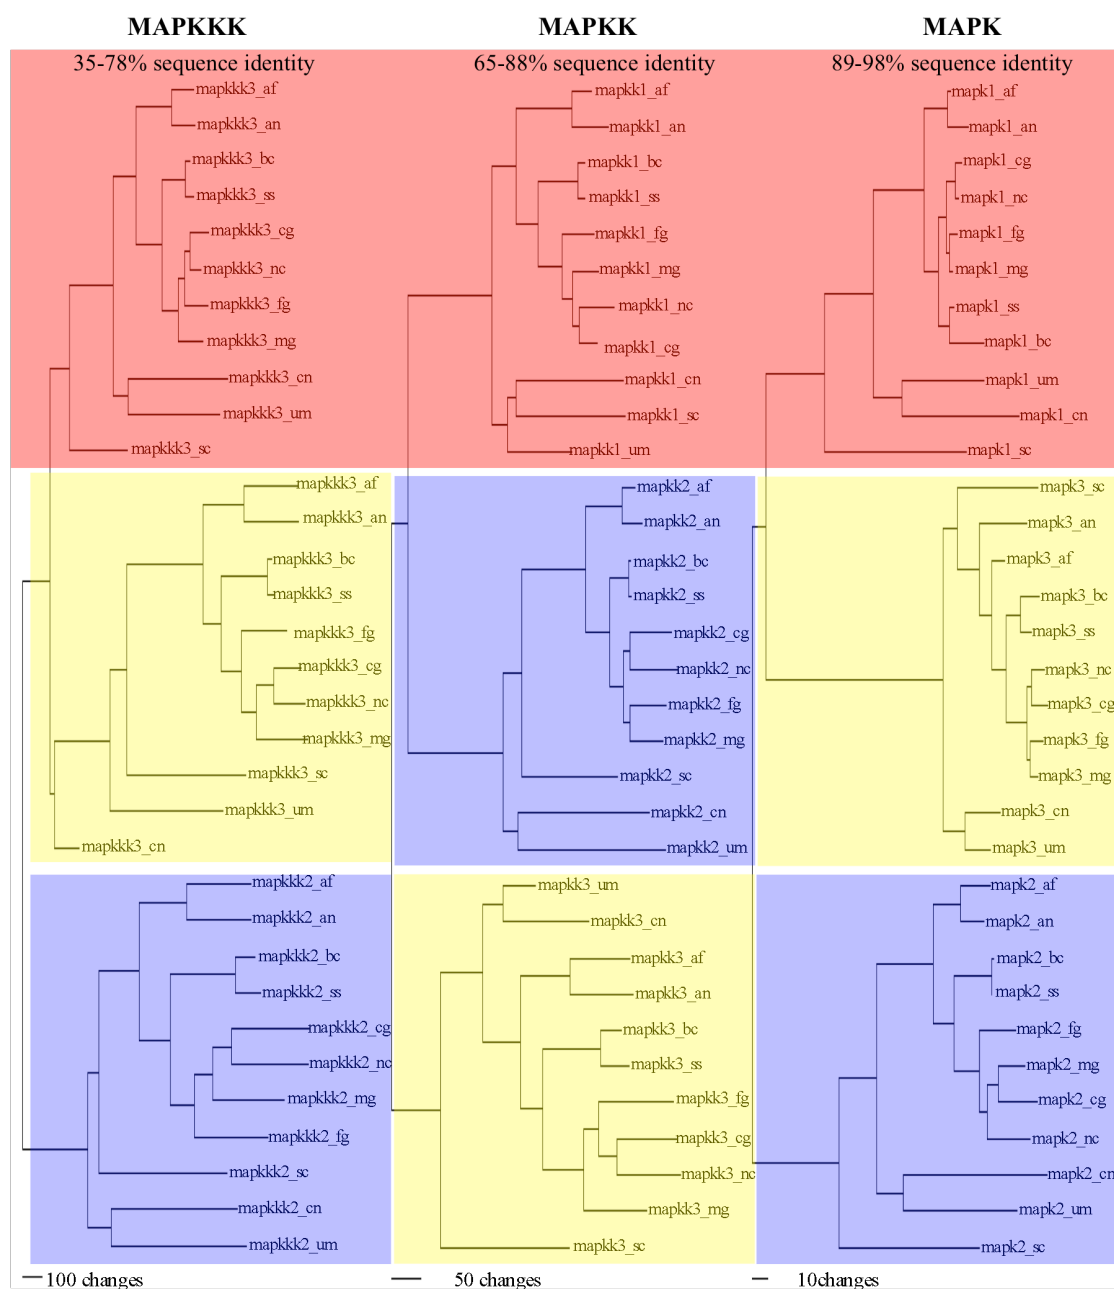 MAPKKK
MAPKK
MAPK
35-78% sequence identity
65-88% sequence identity
89-98% sequence identity
mapkkk3_af
mapkkk3_an
mapkkk3_bc
mapkkk3_ss
mapkkk3_cg
mapkkk3_nc
mapkkk3_fg
mapkkk3_mg
mapkkk3_cn
mapkkk3_um
mapkkk3_sc
mapkk1_af
mapkk1_an
mapkk1_bc
mapkk1_ss
mapkk1_fg
mapkk1_mg
mapkk1_nc
mapkk1_cg
mapkk1_cn
mapkk1_sc
mapkk1_um
mapk1_af
mapk1_an
mapk1_cg
mapk1_nc
mapk1_fg
mapk1_mg
mapk1_ss
mapk1_bc
mapk1_um
mapk1_cn
mapk1_sc
mapkkk3_af
mapkkk3_an
mapkkk3_bc
mapkkk3_ss
mapkkk3_fg
mapkkk3_cg
mapkkk3_nc
mapkkk3_mg
mapkkk3_sc
mapkkk3_um
mapkkk3_cn
mapkk2_af
mapkk2_an
mapkk2_bc
mapkk2_ss
mapkk2_cg
mapkk2_nc
mapkk2_fg
mapkk2_mg
mapkk2_sc
mapkk2_cn
mapkk2_um
mapk3_sc
mapk3_an
mapk3_af
mapk3_bc
mapk3_ss
mapk3_nc
mapk3_cg
mapk3_fg
mapk3_mg
mapk3_cn
mapk3_um
mapkkk2_af
mapkkk2_an
mapkkk2_bc
mapkkk2_ss
mapkkk2_cg
mapkkk2_nc
mapkkk2_mg
mapkkk2_fg
mapkkk2_sc
mapkkk2_cn
mapkkk2_um
mapkk3_um
mapkk3_cn
mapkk3_af
mapkk3_an
mapkk3_bc
mapkk3_ss
mapkk3_fg
mapkk3_cg
mapkk3_nc
mapkk3_mg
mapkk3_sc
mapk2_af
mapk2_an
mapk2_bc
mapk2_ss
mapk2_fg
mapk2_mg
mapk2_cg
mapk2_nc
mapk2_cn
mapk2_um
mapk2_sc
100 changes
50 changes
10changes